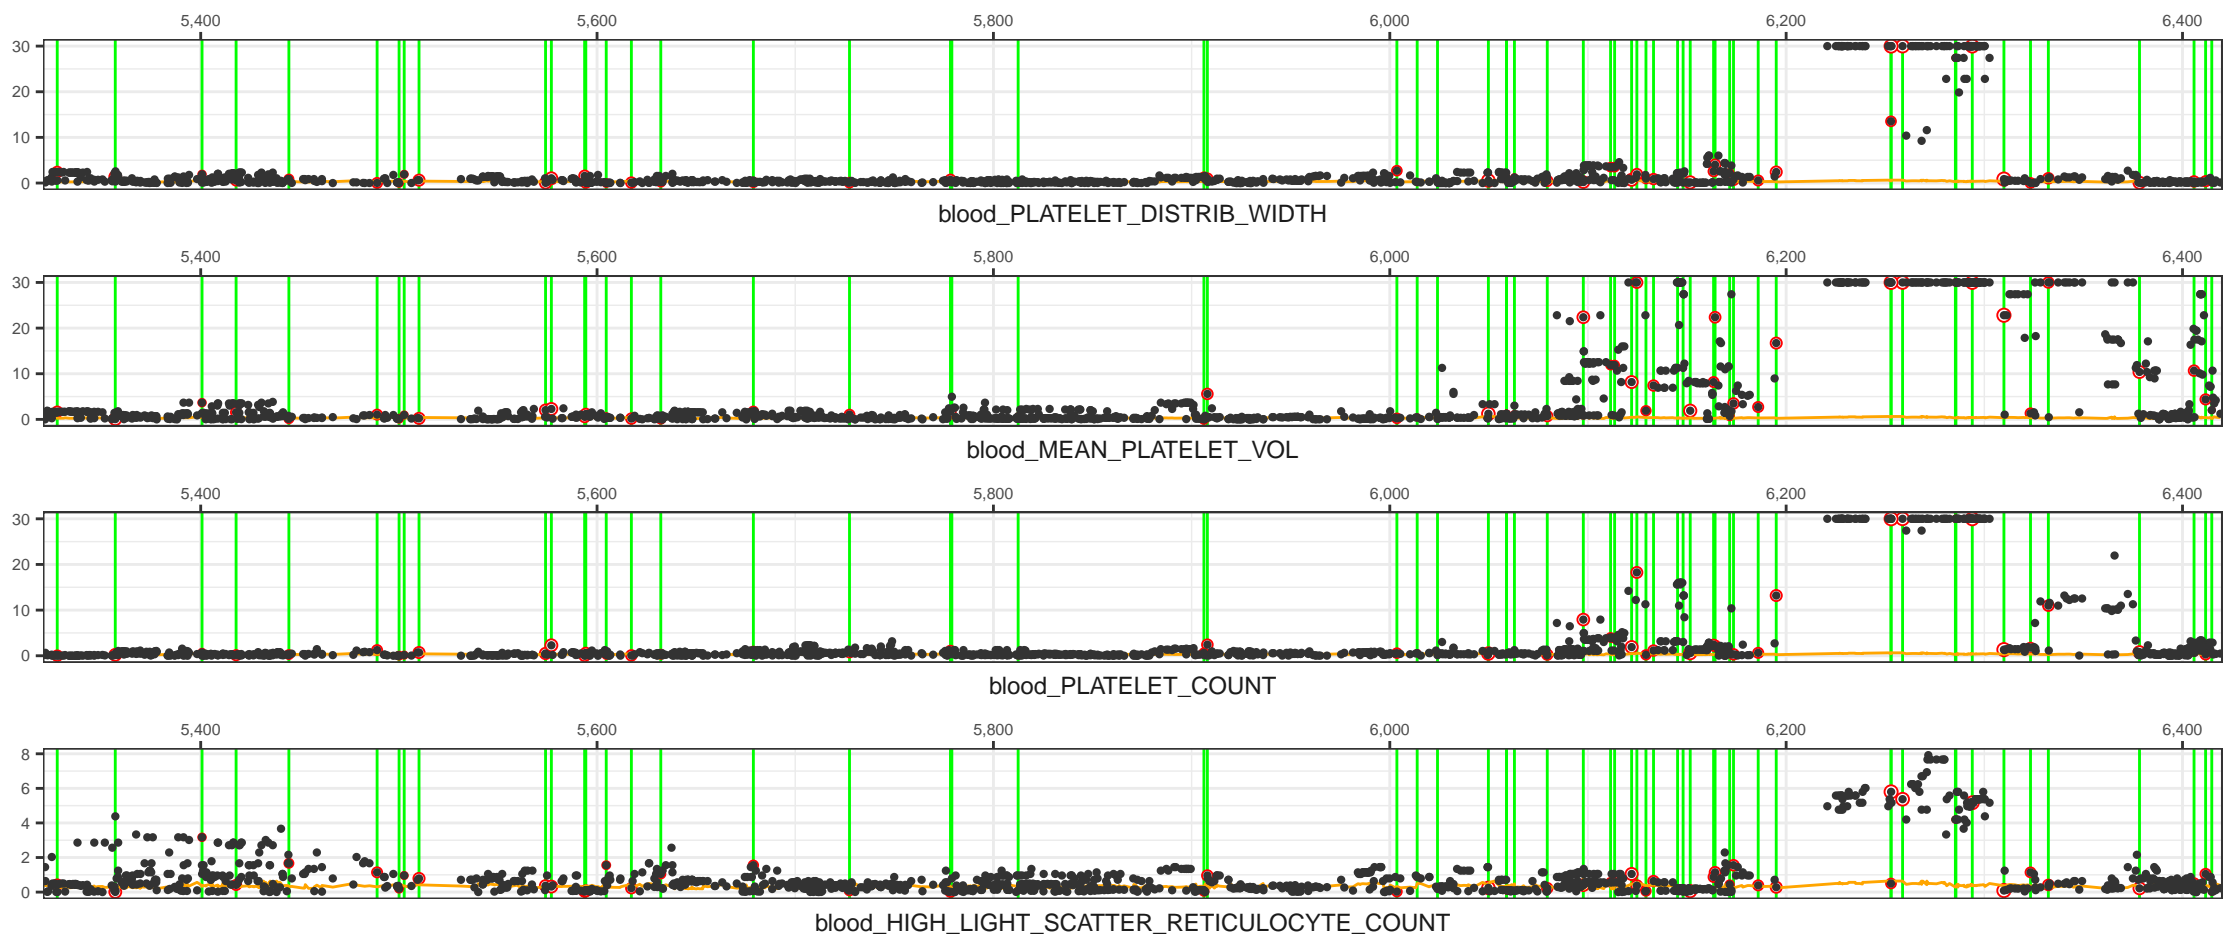 5,400 5,600 5,800 6,000 6,200 6,400
30
20
10
0
blood_PLATELET_DISTRIB_WIDTH
5,400 5,600 5,800 6,000 6,200 6,400
30
20
10
0
blood_MEAN_PLATELET_VOL
5,400 5,600 5,800 6,000 6,200 6,400
30
20
10
0
blood_PLATELET_COUNT
5,400 5,600 5,800 6,000 6,200 6,400
8
6
4
2
0
blood_HIGH_LIGHT_SCATTER_RETICULOCYTE_COUNT